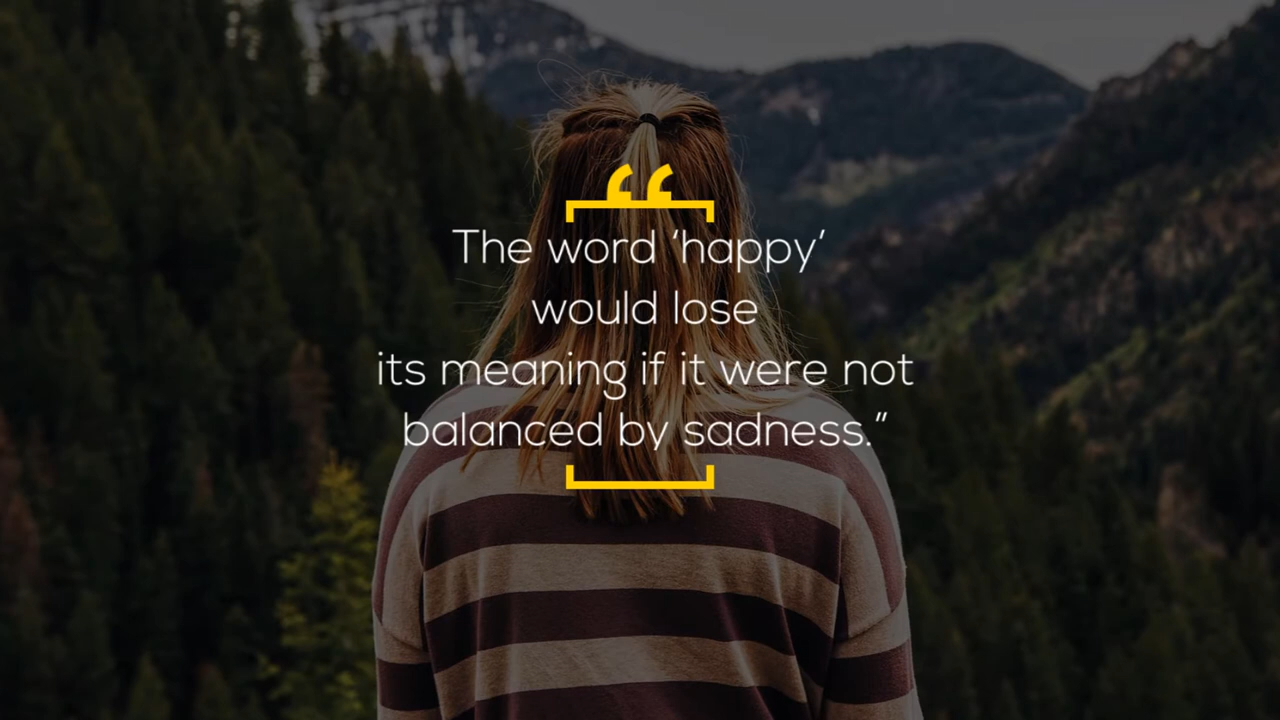 “
The word ‘happy’
would lose
its meaning if it were not
balanced by sadness.”